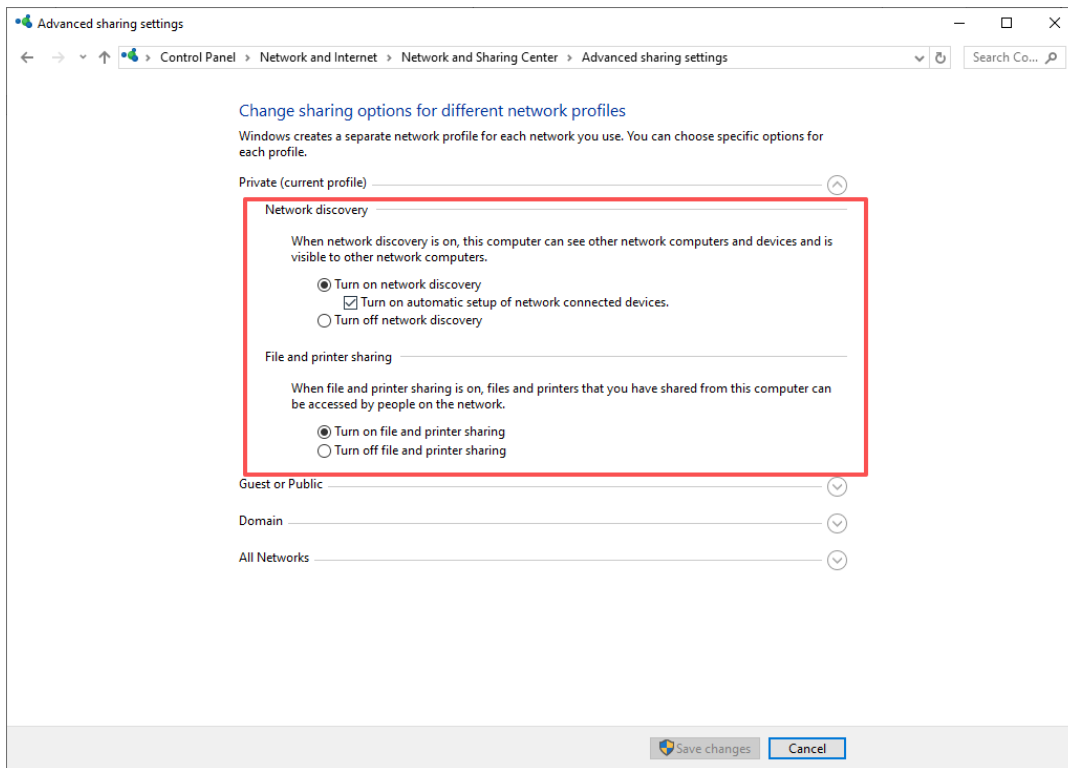 Advanced sharing settings
Control Panel > Network and Internet > Network and Sharing Center > Advanced sharing settings
Search Co...
Change sharing options for different network profiles
Windows creates a separate network profile for each network you use. You can choose specific options for
each profile.
Private (current profile)
Network discovery
When network discovery is on, this computer can see other network computers and devices and is
visible to other network computers.
Turn on network discovery
Turn on automatic setup of network connected devices.
Turn off network discovery
File and printer sharing
When file and printer sharing is on, files and printers that you have shared from this computer can
be accessed by people on the network.
Turn on file and printer sharing
Turn off file and printer sharing
Guest or Public
Domain
All Networks
Save changes
Cancel